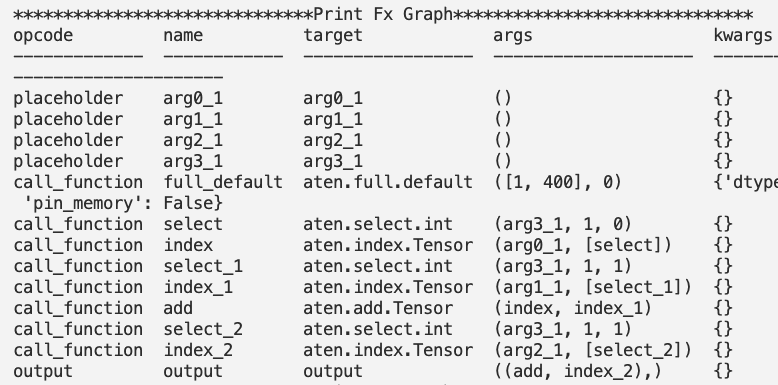 ******************************Print Fx Graph******************************
opcode         name          target            args                  kwargs
-------------  ------------  -----------------  --------------------  -------
---------------------
placeholder    arg0_1        arg0_1             ()                    {}
placeholder    arg1_1        arg1_1             ()                    {}
placeholder    arg2_1        arg2_1             ()                    {}
placeholder    arg3_1        arg3_1             ()                    {}
call_function  full_default  aten.full.default  ([1, 400], 0)         {'dtype
 'pin_memory': False}
call_function  select        aten.select.int    (arg3_1, 1, 0)        {}
call_function  index         aten.index.Tensor  (arg0_1, [select])    {}
call_function  select_1      aten.select.int    (arg3_1, 1, 1)        {}
call_function  index_1       aten.index.Tensor  (arg1_1, [select_1])  {}
call_function  add           aten.add.Tensor    (index, index_1)      {}
call_function  select_2      aten.select.int    (arg3_1, 1, 1)        {}
call_function  index_2       aten.index.Tensor  (arg2_1, [select_2])  {}
output         output        output             ((add, index_2),)     {}